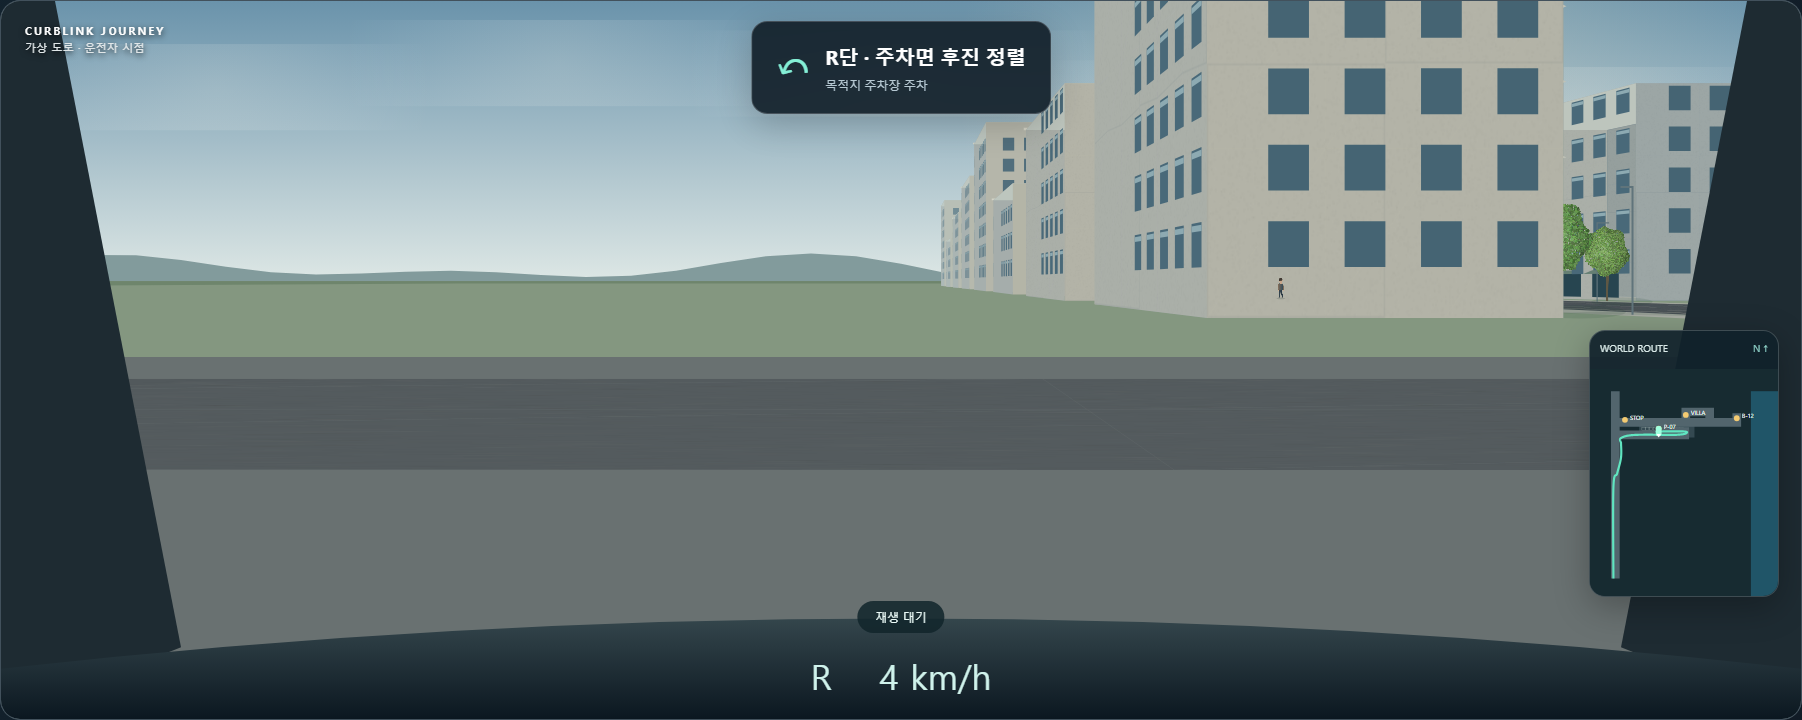 CURBLINK JOURNEY
가상 도로 · 운전자 시점
R단 · 주차면 후진 정렬
목적지 주차장 주차
WORLD ROUTE N ↑
STOP
VILLA
B-12
P-07
재생 대기
R 4 km/h